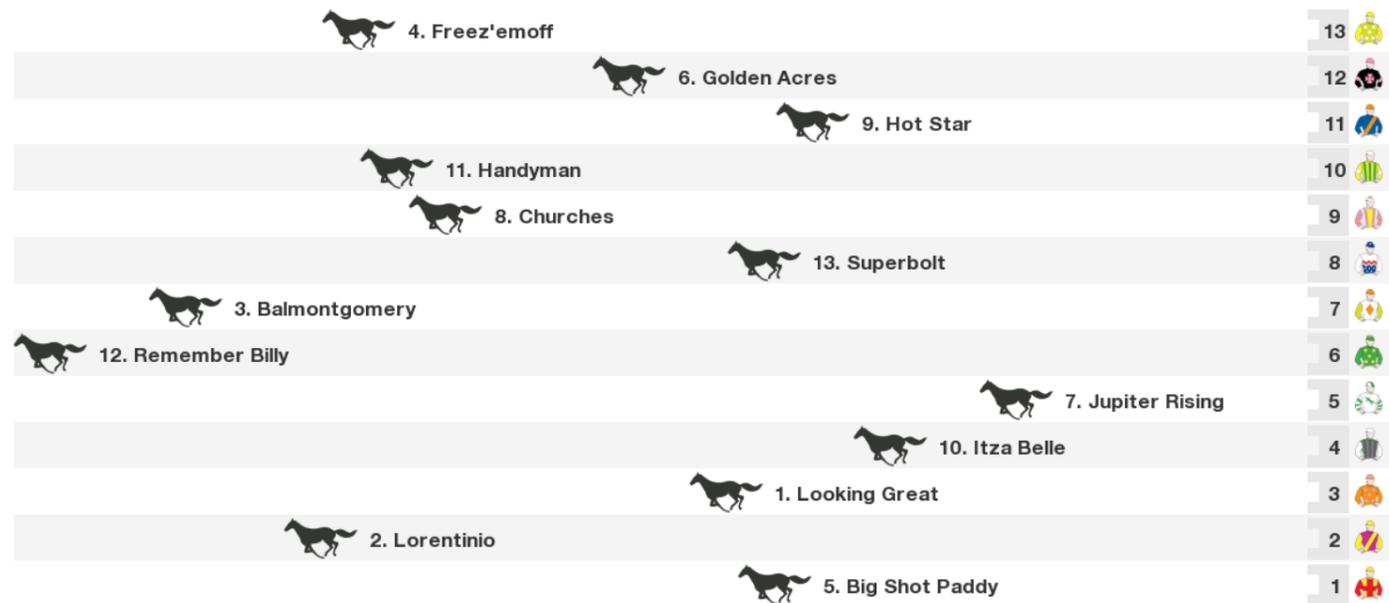 4. Freez'emoff 13
6. Golden Acres 12
9. Hot Star 11
11. Handyman 10
8. Churches 9
13. Superbolt 8
3. Balmontgomery 7
12. Remember Billy 6
7. Jupiter Rising 5
10. Itza Belle 4
1. Looking Great 3
2. Lorentinio 2
5. Big Shot Paddy 1